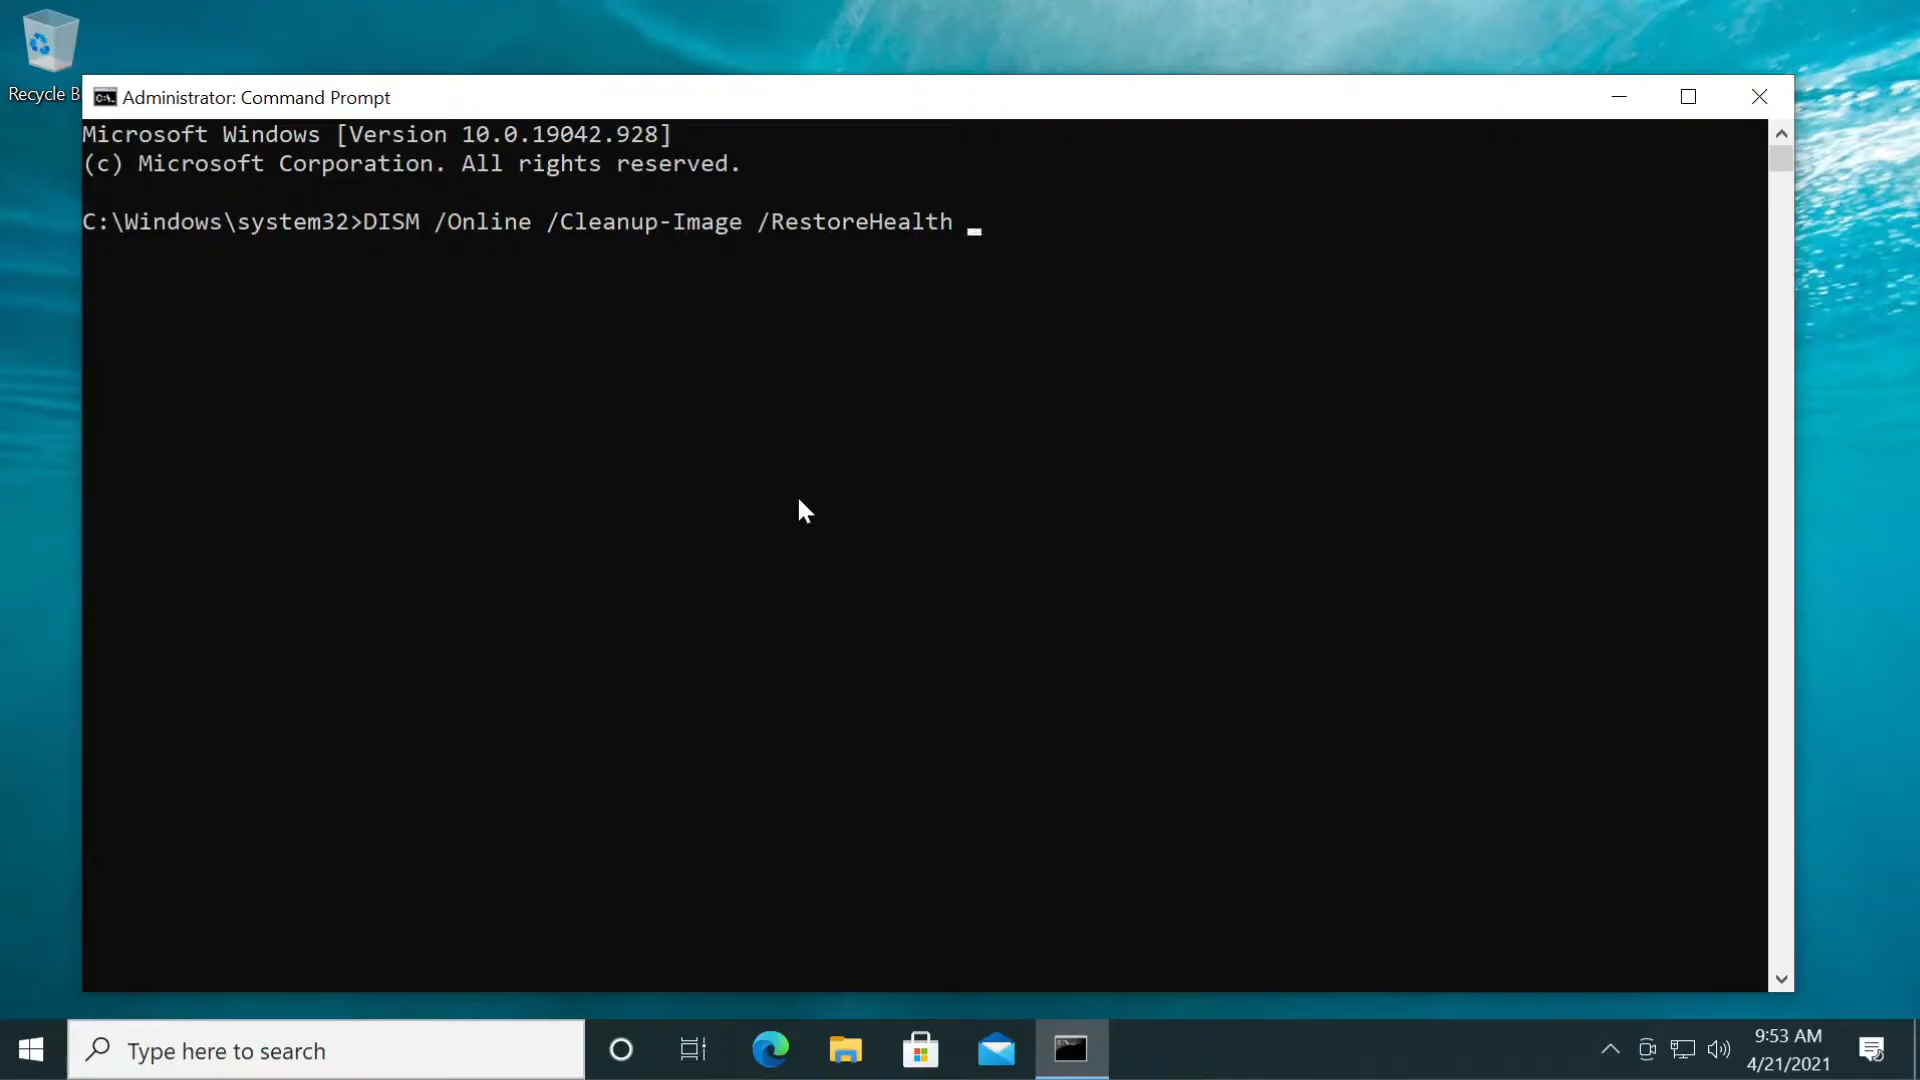 Recycle B
Administrator: Command Prompt
Microsoft Windows [Version 10.0.19042.928]
(c) Microsoft Corporation. All rights reserved.
C:\Windows\system32>DISM /Online /Cleanup-Image /RestoreHealth
Type here to search
9:53 AM
4/21/2021